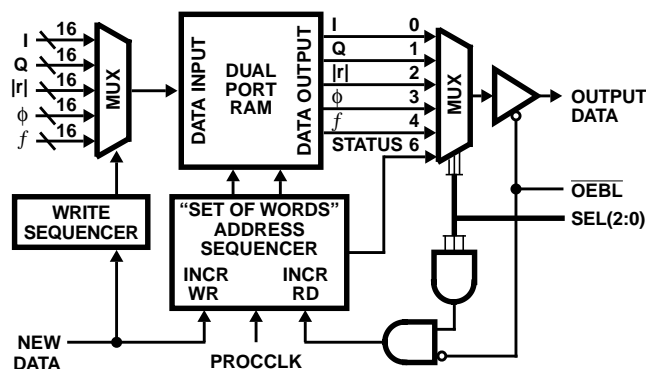 I 16
Q 16
|r| 16
ϕ 16
f 16
MUX
DATA INPUT
DUAL
PORT
RAM
DATA OUTPUT
I 0
Q 1
|r| 2
ϕ 3
f 4
STATUS 6
MUX
OUTPUT
DATA
OEBL
SEL(2:0)
WRITE
SEQUENCER
“SET OF WORDS”
ADDRESS
SEQUENCER
INCR
WR
INCR
RD
NEW
DATA
PROCCLK